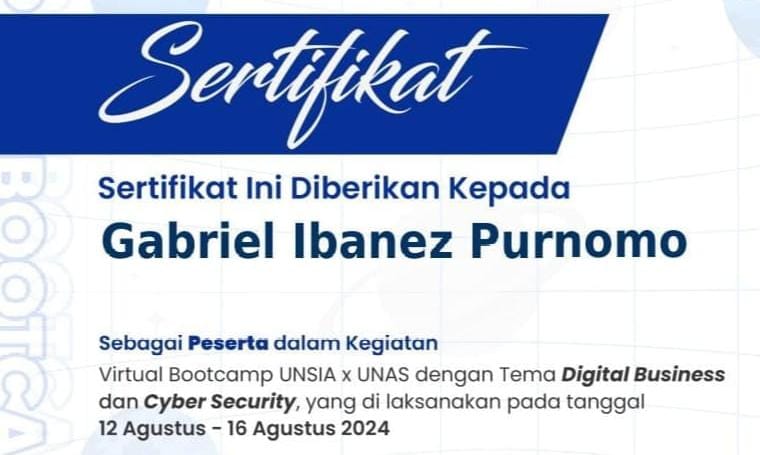 Sertifikat
Sertifikat Ini Diberikan Kepada
Gabriel Ibanez Purnomo
Sebagai Peserta dalam Kegiatan
Virtual Bootcamp UNSIA x UNAS dengan Tema Digital Business
dan Cyber Security, yang di laksanakan pada tanggal
12 Agustus - 16 Agustus 2024
BOOTCA